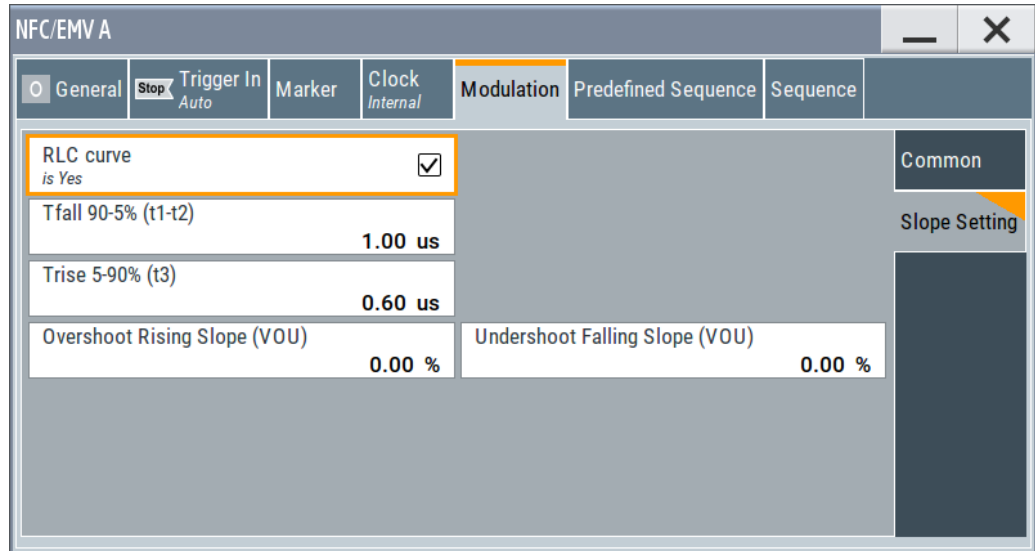 NFC/EMV A
O General
Stop Trigger In
Auto
Marker
Clock
Internal
Modulation
Predefined Sequence
Sequence
RLC curve
is Yes
Tfall 90-5% (t1-t2)
1.00 us
Trise 5-90% (t3)
0.60 us
Overshoot Rising Slope (VOU)
0.00 %
Undershoot Falling Slope (VOU)
0.00 %
Common
Slope Setting